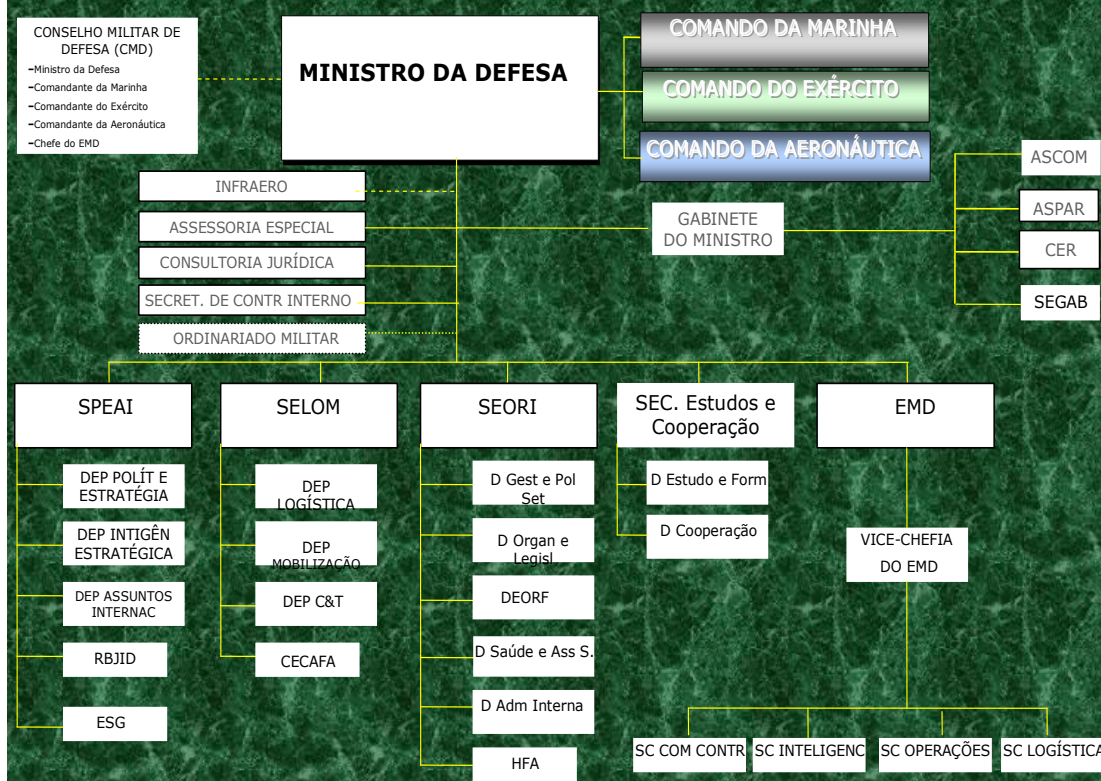 CONSELHO MILITAR DE
DEFESA (CMD)
-Ministro da Defesa
-Comandante da Marinha
-Comandante do Exército
-Comandante da Aeronáutica
-Chefe do EMD
MINISTRO DA DEFESA
COMANDO DA MARINHA
COMANDO DO EXÉRCITO
COMANDO DA AERONÁUTICA
INFRAERO
ASSESSORIA ESPECIAL
CONSULTORIA JURÍDICA
SECRET. DE CONTR INTERNO
ORDINARIADO MILITAR
GABINETE
DO MINISTRO
ASCOM
ASPAR
CER
SEGAB
SPEAI
DEP POLÍT E
ESTRATÉGIA
DEP INTIGÊN
ESTRATÉGICA
DEP ASSUNTOS
INTERNAC
RBJID
ESG
SELOM
DEP
LOGÍSTICA
DEP
MOBILIZAÇÃO
DEP C&T
CECAFA
SEORI
D Gest e Pol
Set
D Organ e
Legisl
DEORF
D Saúde e Ass S.
D Adm Interna
HFA
SEC. Estudos e
Cooperação
D Estudo e Form
D Cooperação
EMD
VICE-CHEFIA
DO EMD
SC COM CONTR
SC INTELIGENC
SC OPERAÇÕES
SC LOGÍSTICA